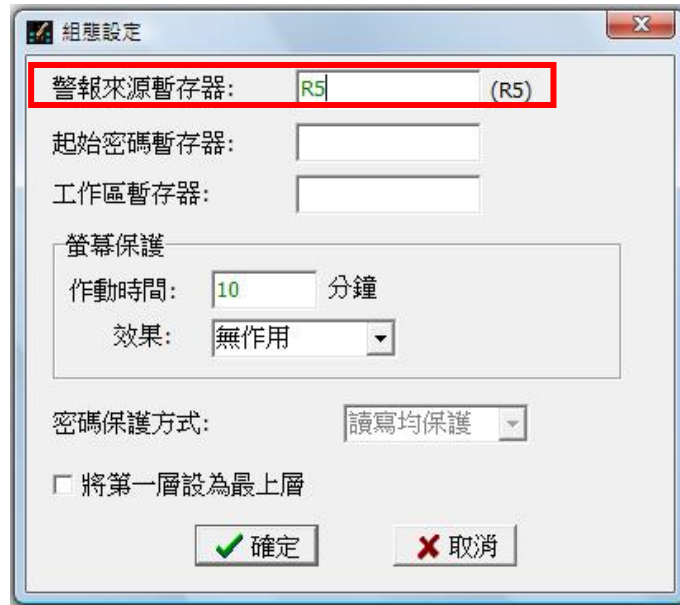 組態設定
警報來源暫存器: R5 (R5)
起始密碼暫存器:
工作區暫存器:
螢幕保護
作動時間: 10 分鐘
效果: 無作用
密碼保護方式: 讀寫均保護
將第一層設為最上層
確定 取消